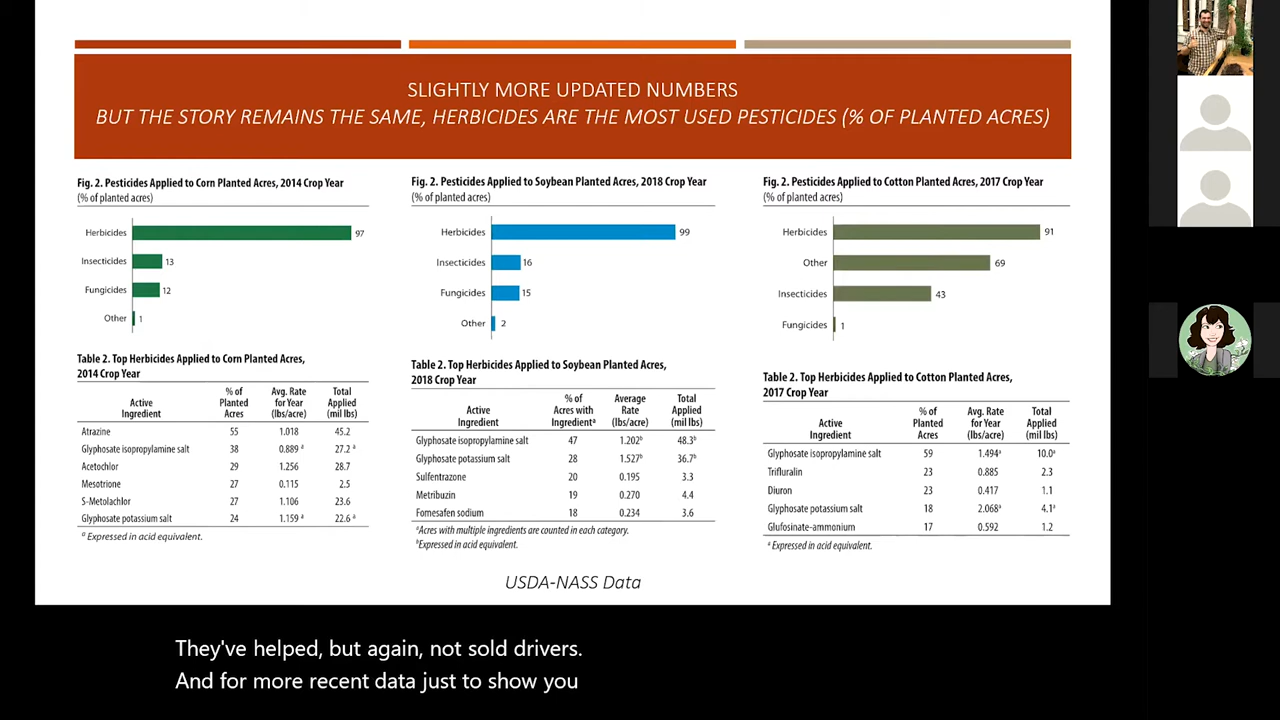 SLIGHTLY MORE UPDATED NUMBERS
BUT THE STORY REMAINS THE SAME, HERBICIDES ARE THE MOST USED PESTICIDES (% OF PLANTED ACRES)
Fig. 2. Pesticides Applied to Corn Planted Acres, 2014 Crop Year
(% of planted acres)
Herbicides 97
Insecticides 13
Fungicides 12
Other 1
Table 2. Top Herbicides Applied to Corn Planted Acres,
2014 Crop Year
Active Ingredient % of Planted Acres Avg. Rate for Year (lbs/acre) Total Applied (mil lbs)
Atrazine 55 1.018 45.2
Glyphosate isopropylamine salt 38 0.889 a 27.2 a
Acetochlor 29 1.256 28.7
Mesotrione 27 0.115 2.5
S-Metolachlor 27 1.106 23.6
Glyphosate potassium salt 24 1.159 a 22.6 a
a Expressed in acid equivalent.
Fig. 2. Pesticides Applied to Soybean Planted Acres, 2018 Crop Year
(% of planted acres)
Herbicides 99
Insecticides 16
Fungicides 15
Other 2
Table 2. Top Herbicides Applied to Soybean Planted Acres,
2018 Crop Year
Active Ingredient % of Acres with Ingredient a Average Rate (lbs/acre) Total Applied (mil lbs)
Glyphosate isopropylamine salt 47 1.202 b 48.3 b
Glyphosate potassium salt 28 1.527 b 36.7 b
Sulfentrazone 20 0.195 3.3
Metribuzin 19 0.270 4.4
Fomesafen sodium 18 0.234 3.6
a Acres with multiple ingredients are counted in each category.
b Expressed in acid equivalent.
Fig. 2. Pesticides Applied to Cotton Planted Acres, 2017 Crop Year
(% of planted acres)
Herbicides 91
Other 69
Insecticides 43
Fungicides 1
Table 2. Top Herbicides Applied to Cotton Planted Acres,
2017 Crop Year
Active Ingredient % of Planted Acres Avg. Rate for Year (lbs/acre) Total Applied (mil lbs)
Glyphosate isopropylamine salt 59 1.494 a 10.0 a
Trifluralin 23 0.885 2.3
Diuron 23 0.417 1.1
Glyphosate potassium salt 18 2.068 a 4.1 a
Glufosinate-ammonium 17 0.592 1.2
a Expressed in acid equivalent.
USDA-NASS Data
They've helped, but again, not sold drivers.
And for more recent data just to show you